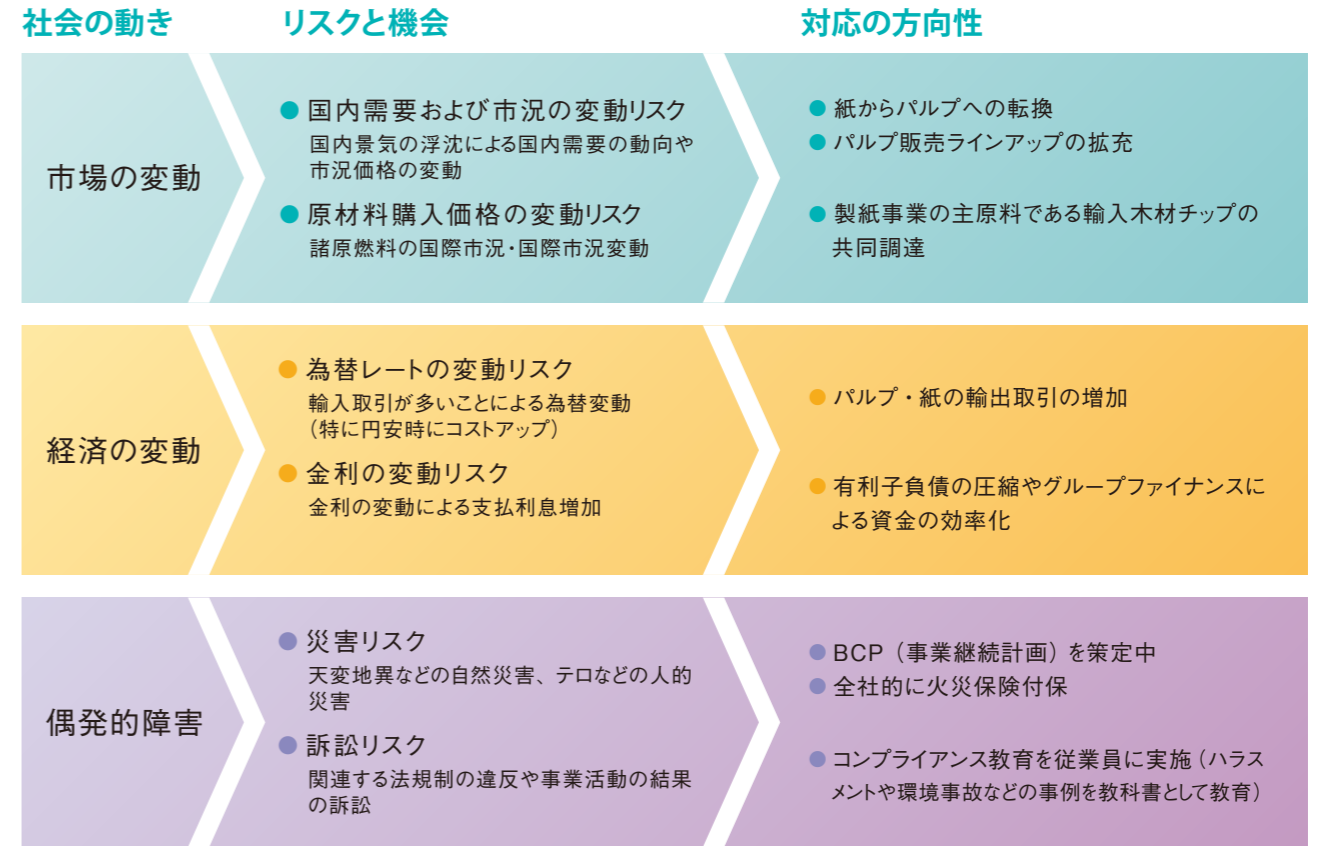 社会の動き
リスクと機会
対応の方向性
市場の変動
● 国内需要および市況の変動リスク
国内景気の浮沈による国内需要の動向や
市況価格の変動
● 原材料購入価格の変動リスク
諸原燃料の国際市況・国際市況変動
● 紙からパルプへの転換
● パルプ販売ラインアップの拡充
● 製紙事業の主原料である輸入木材チップの
共同調達
経済の変動
● 為替レートの変動リスク
輸入取引が多いことによる為替変動
（特に円安時にコストアップ）
● 金利の変動リスク
金利の変動による支払利息増加
● パルプ・紙の輸出取引の増加
● 有利子負債の圧縮やグループファイナンスに
よる資金の効率化
偶発的障害
● 災害リスク
天変地異などの自然災害、テロなどの人的
災害
● 訴訟リスク
関連する法規制の違反や事業活動の結果
の訴訟
● BCP（事業継続計画）を策定中
● 全社的に火災保険付保
● コンプライアンス教育を従業員に実施（ハラス
メントや環境事故などの事例を教科書として教育）